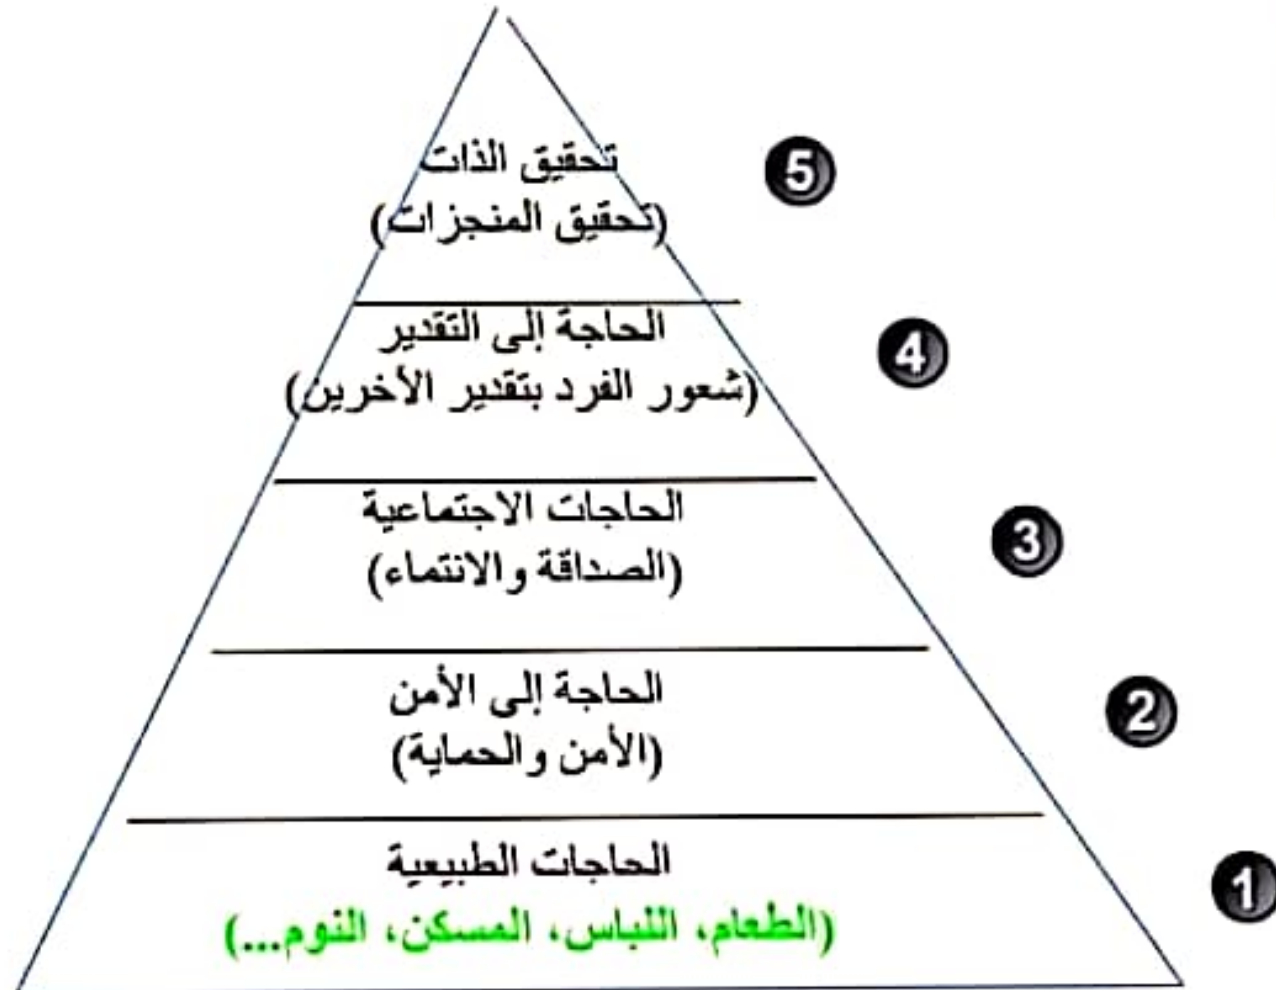 تحقيق الذات
(تحقيق المنجزات)
5
الحاجة إلى التقدير
(شعور الفرد بتقدير الأخرين)
4
الحاجات الاجتماعية
(الصداقة والانتماء)
3
الحاجة إلى الأمن
(الأمن والحماية)
2
الحاجات الطبيعية
(الطعام، اللباس، المسكن، النوم...)
1